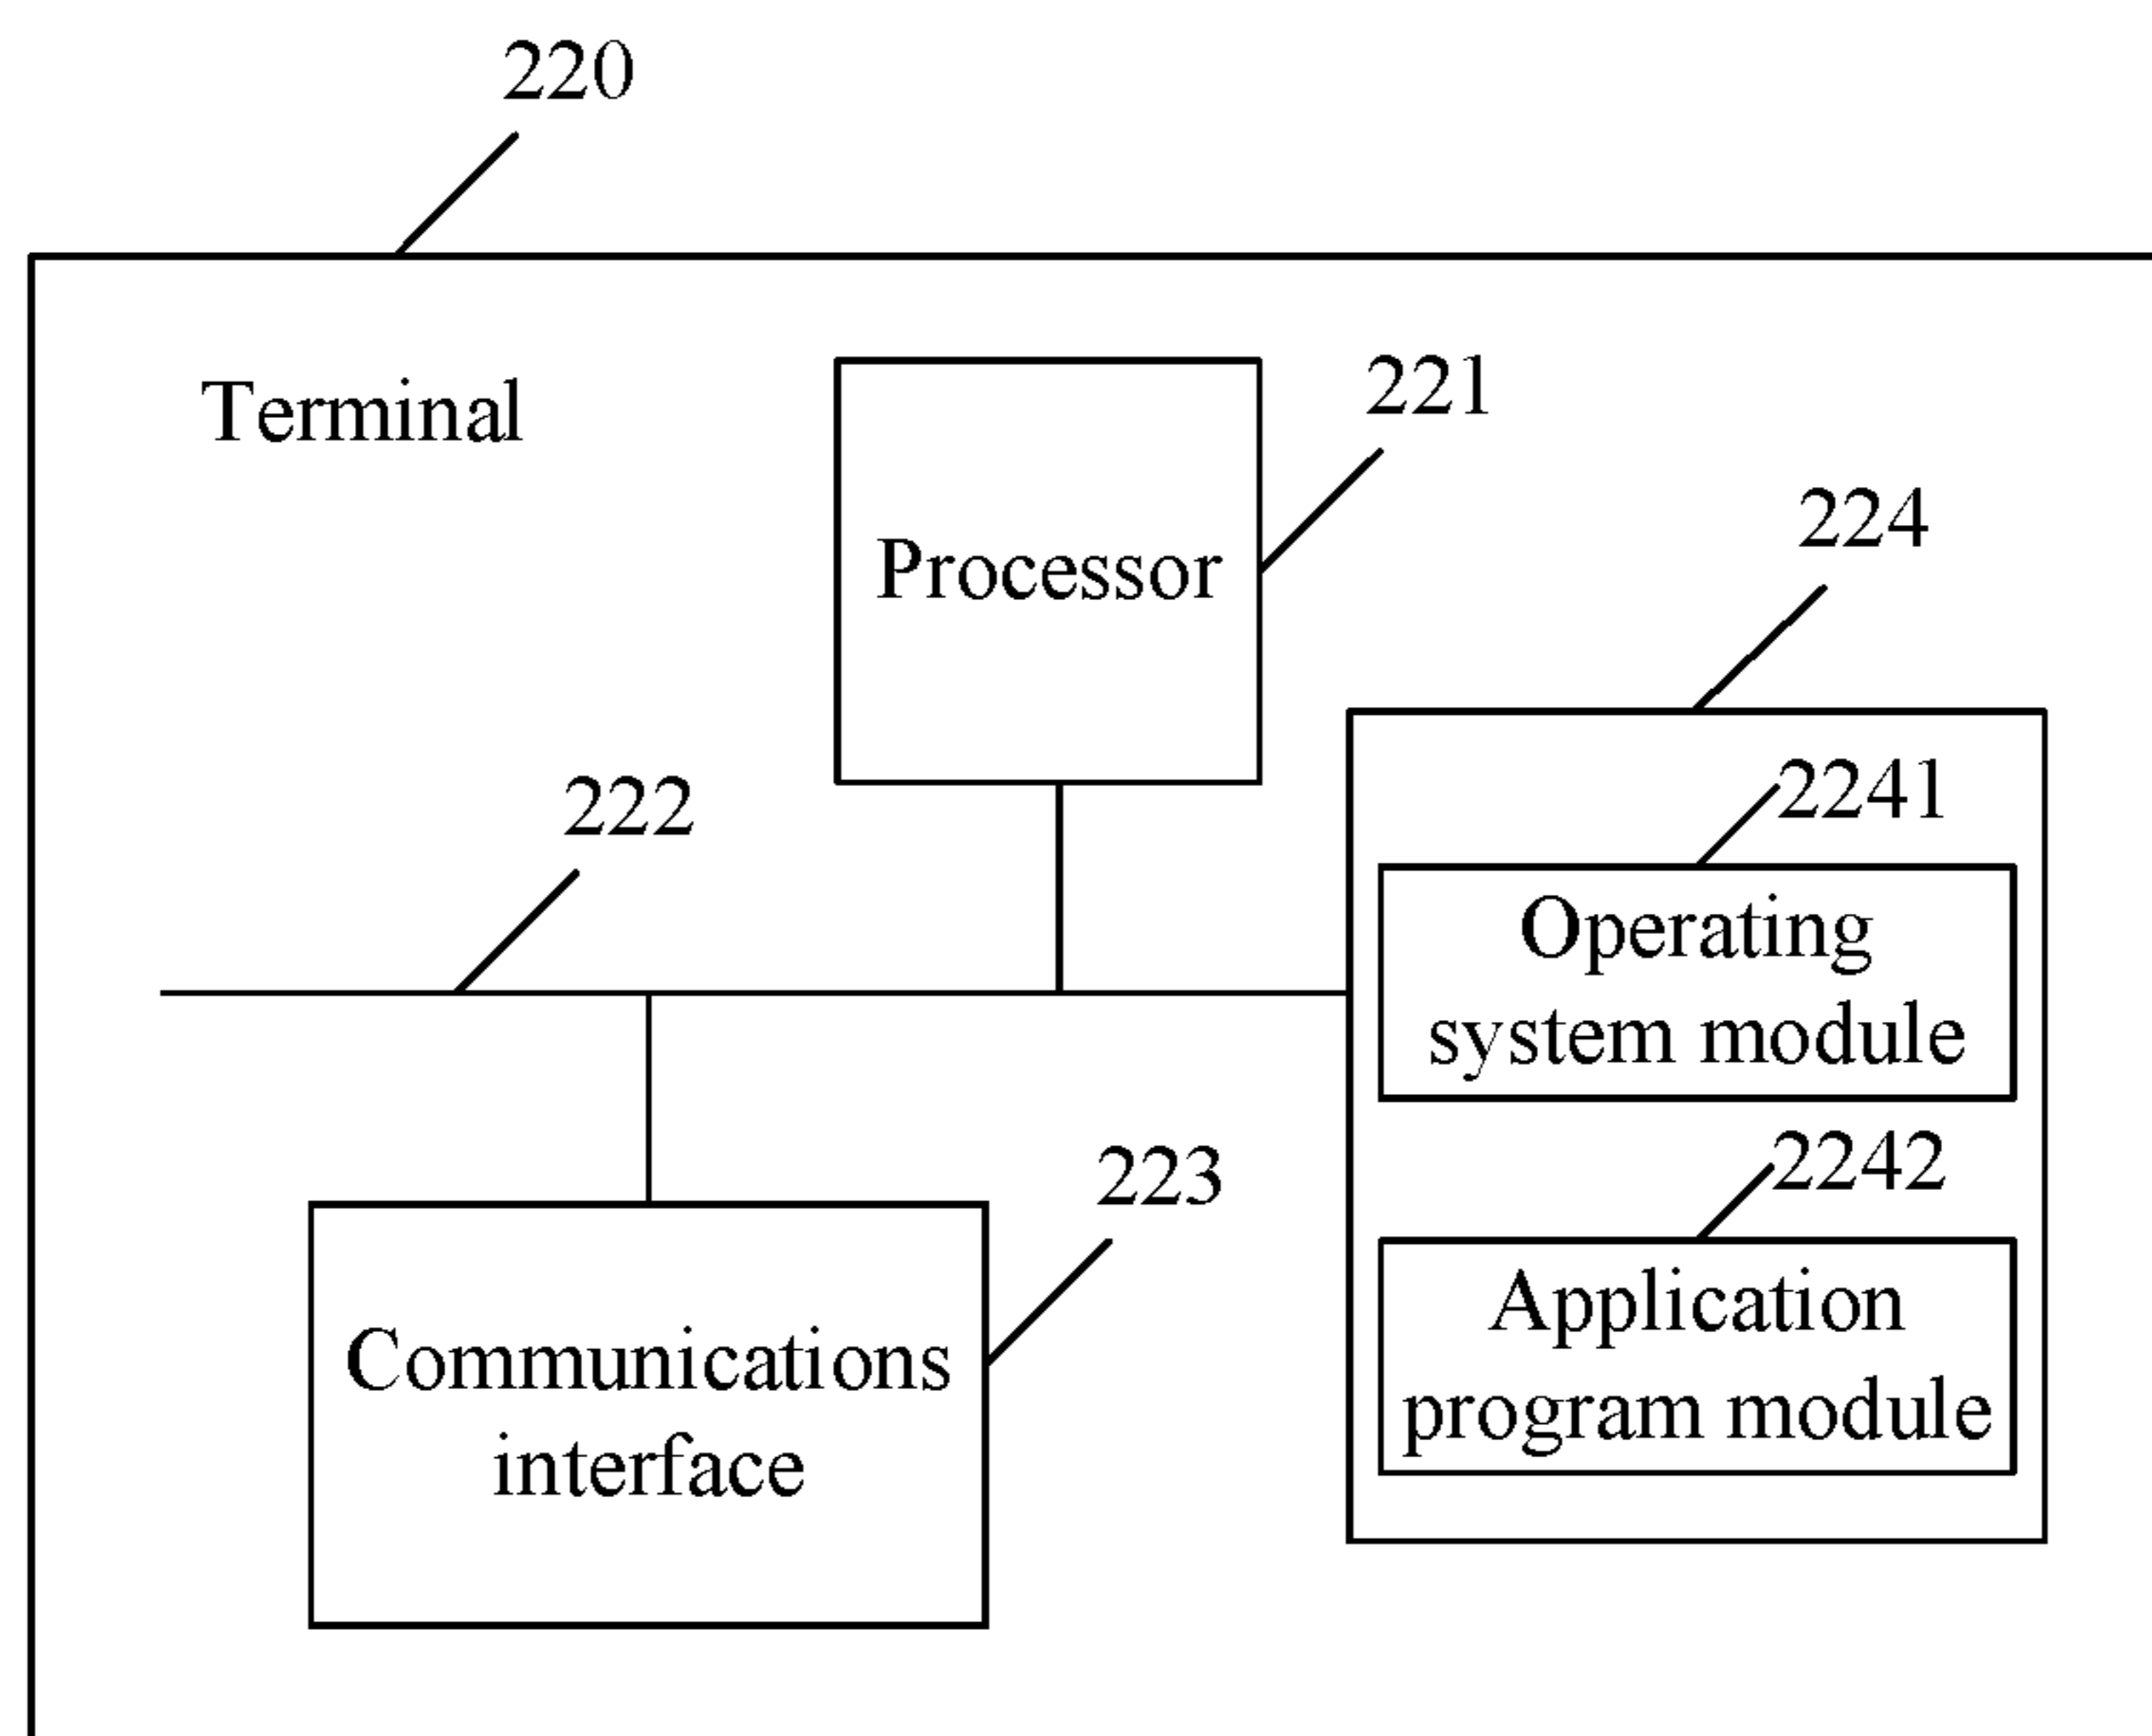 220
Terminal
221
Processor
224
222
2241
Operating
system module
223
2242
Application
program module
Communications
interface